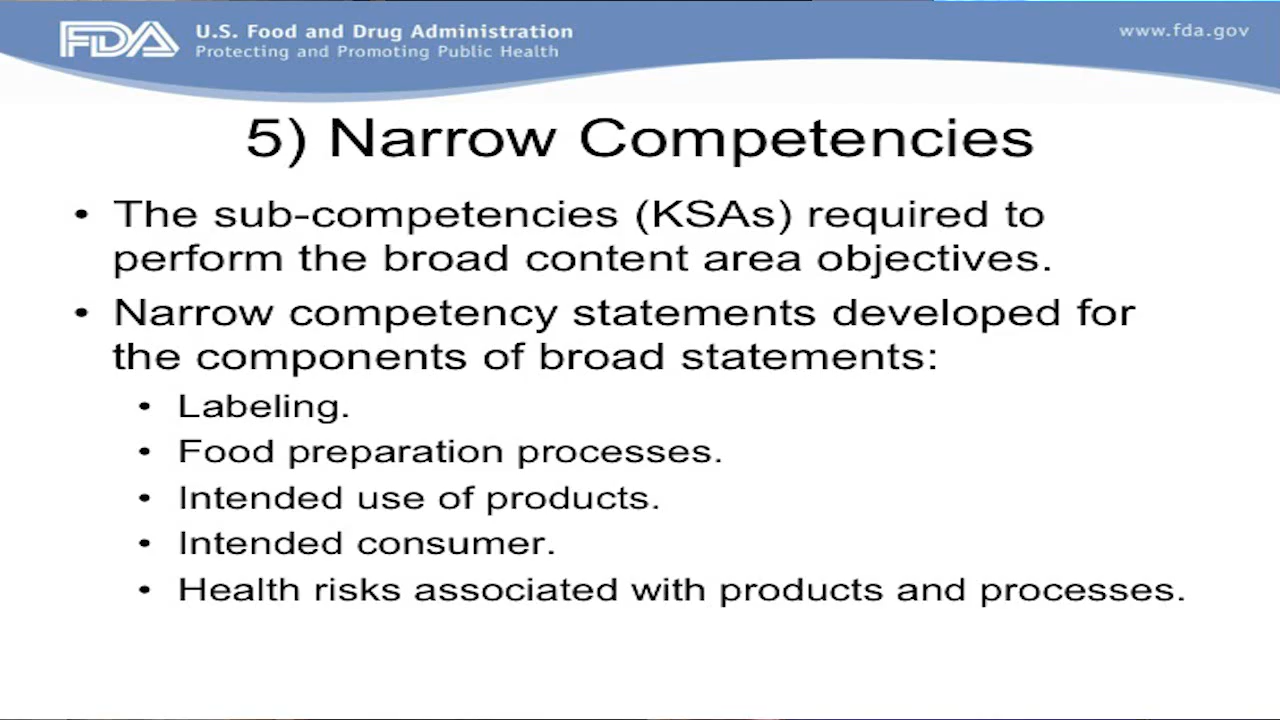 FDA
U.S. Food and Drug Administration
Protecting and Promoting Public Health
www.fda.gov
5) Narrow Competencies
• The sub-competencies (KSAs) required to
perform the broad content area objectives.
• Narrow competency statements developed for
the components of broad statements:
• Labeling.
• Food preparation processes.
• Intended use of products.
• Intended consumer.
• Health risks associated with products and processes.